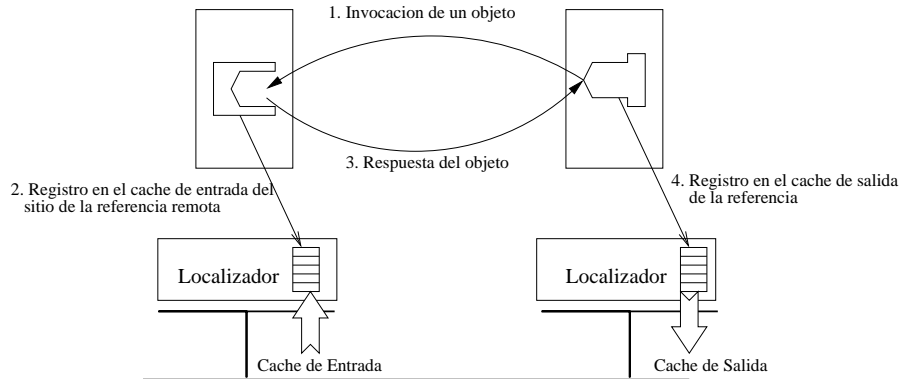 1. Invocacion de un objeto
3. Respuesta del objeto
2. Registro en el cache de entrada del
sitio de la referencia remota
4. Registro en el cache de salida
de la referencia
Localizador
Localizador
Cache de Entrada
Cache de Salida